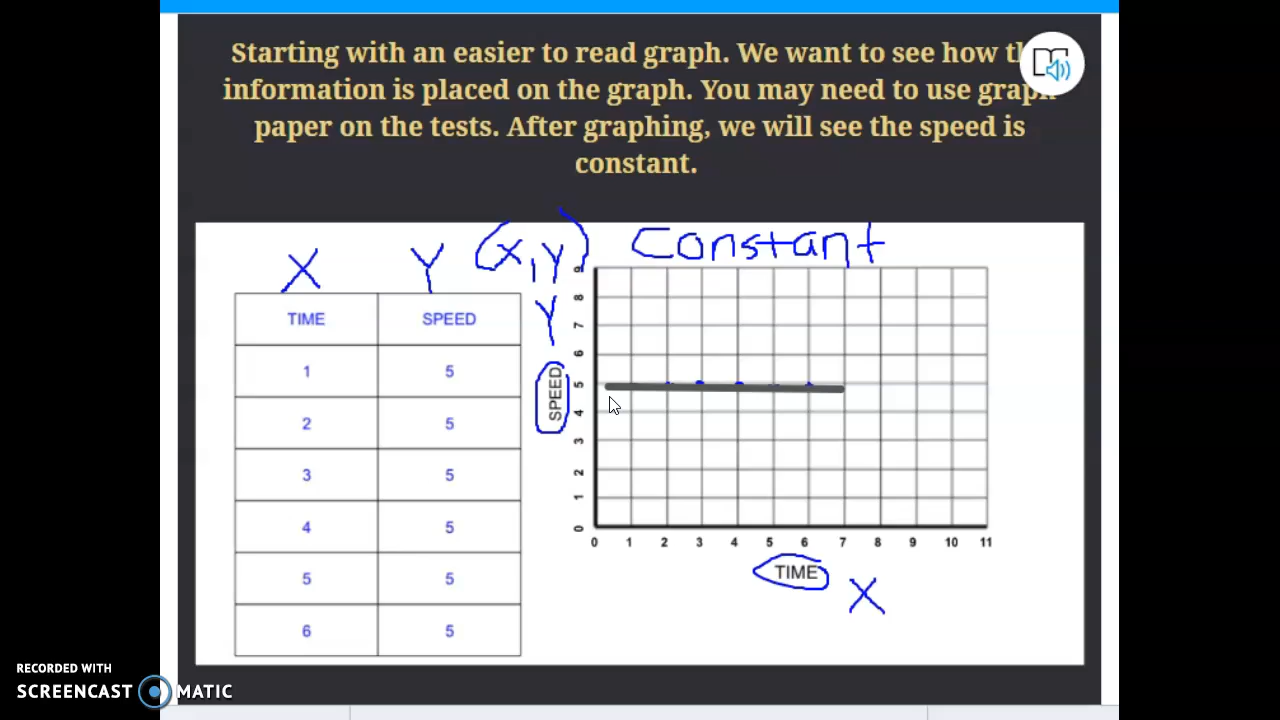 Starting with an easier to read graph. We want to see how th
information is placed on the graph. You may need to use graph
paper on the tests. After graphing, we will see the speed is
constant.
X Y (x,y) Constant
TIME SPEED
1 5
2 5
3 5
4 5
5 5
6 5
Y
SPEED
9
8
7
6
5
4
3
2
1
0
0 1 2 3 4 5 6 7 8 9 10 11
TIME X
RECORDED WITH
SCREENCAST MATIC